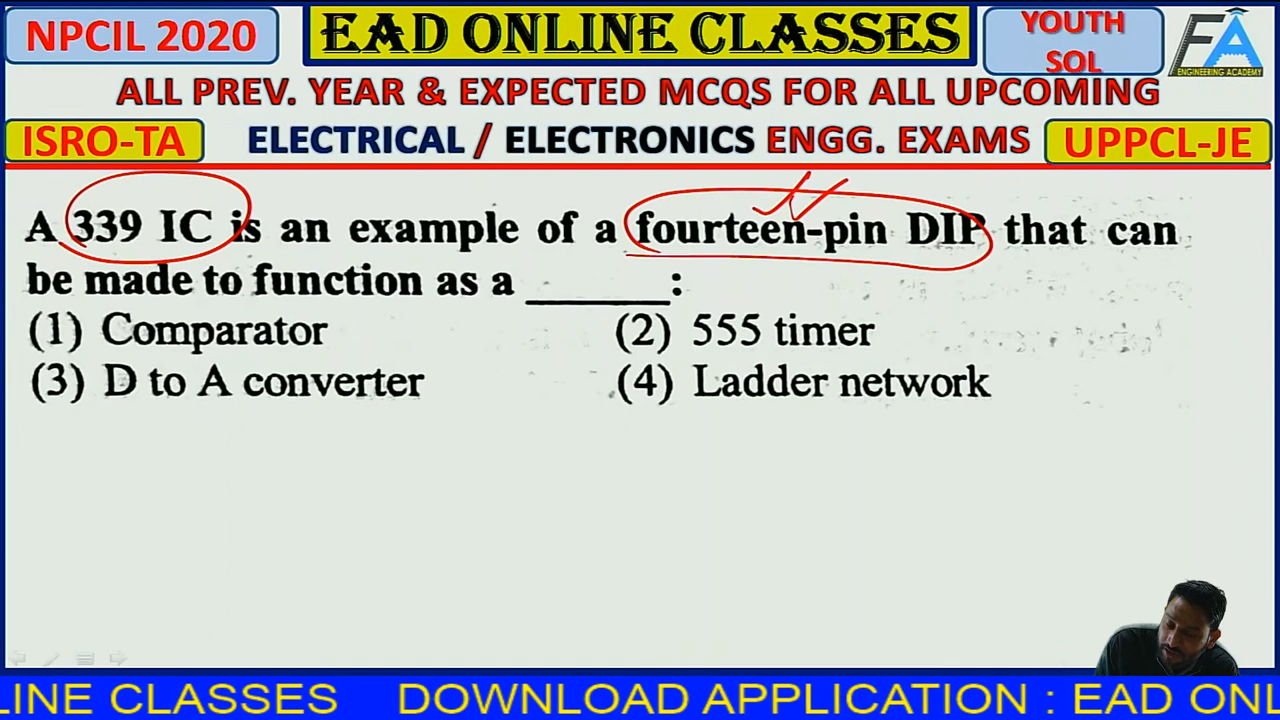 NPCIL 2020
EAD ONLINE CLASSES
YOUTH
SOL
ENGINEERING ACADEMY
ALL PREV. YEAR & EXPECTED MCQS FOR ALL UPCOMING
ISRO-TA
ELECTRICAL / ELECTRONICS ENGG. EXAMS
UPPCL-JE
A 339 IC is an example of a fourteen-pin DIP that can
be made to function as a ______:
(1) Comparator
(2) 555 timer
(3) D to A converter
(4) Ladder network
LINE CLASSES DOWNLOAD APPLICATION : EAD ONL